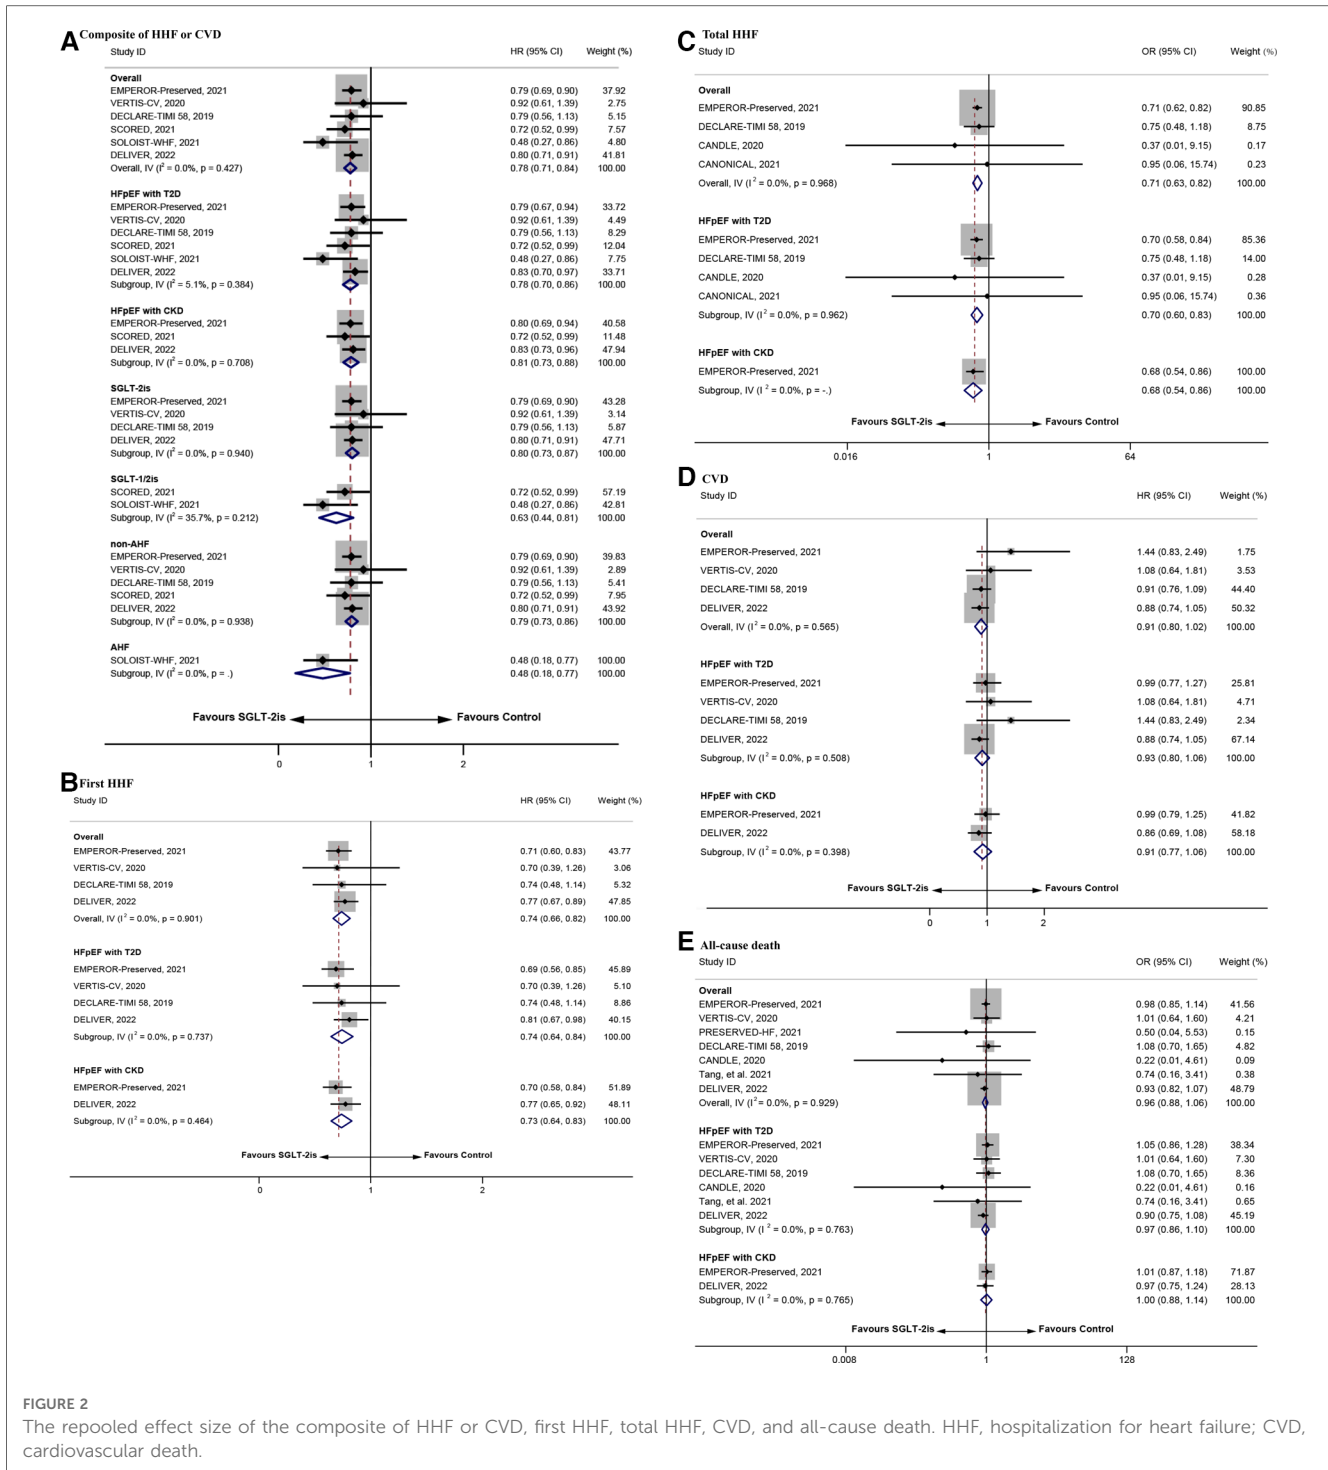 A Composite of HHF or CVD
Study ID HR (95% CI) Weight (%)
Overall
EMPEROR-Preserved, 2021 0.79 (0.69, 0.90) 37.92
VERTIS-CV, 2020 0.92 (0.61, 1.39) 2.75
DECLARE-TIMI 58, 2019 0.79 (0.56, 1.13) 5.15
SCORED, 2021 0.72 (0.52, 0.99) 7.57
SOLOIST-WHF, 2021 0.48 (0.27, 0.86) 4.80
DELIVER, 2022 0.80 (0.71, 0.91) 41.81
Overall, IV (I² = 0.0%, p = 0.427) 0.78 (0.71, 0.84) 100.00
HFpEF with T2D
EMPEROR-Preserved, 2021 0.79 (0.67, 0.94) 33.72
VERTIS-CV, 2020 0.92 (0.61, 1.39) 4.49
DECLARE-TIMI 58, 2019 0.79 (0.56, 1.13) 8.29
SCORED, 2021 0.72 (0.52, 0.99) 12.04
SOLOIST-WHF, 2021 0.48 (0.27, 0.86) 7.75
DELIVER, 2022 0.83 (0.70, 0.97) 33.71
Subgroup, IV (I² = 5.1%, p = 0.384) 0.78 (0.70, 0.86) 100.00
HFpEF with CKD
EMPEROR-Preserved, 2021 0.80 (0.69, 0.94) 40.58
SCORED, 2021 0.72 (0.52, 0.99) 11.48
DELIVER, 2022 0.83 (0.73, 0.96) 47.94
Subgroup, IV (I² = 0.0%, p = 0.708) 0.81 (0.73, 0.88) 100.00
SGLT-2is
EMPEROR-Preserved, 2021 0.79 (0.69, 0.90) 43.28
VERTIS-CV, 2020 0.92 (0.61, 1.39) 3.14
DECLARE-TIMI 58, 2019 0.79 (0.56, 1.13) 5.87
DELIVER, 2022 0.80 (0.71, 0.91) 47.71
Subgroup, IV (I² = 0.0%, p = 0.940) 0.80 (0.73, 0.87) 100.00
SGLT-1/2is
SCORED, 2021 0.72 (0.52, 0.99) 57.19
SOLOIST-WHF, 2021 0.48 (0.27, 0.86) 42.81
Subgroup, IV (I² = 35.7%, p = 0.212) 0.63 (0.44, 0.81) 100.00
non-AHF
EMPEROR-Preserved, 2021 0.79 (0.69, 0.90) 39.83
VERTIS-CV, 2020 0.92 (0.61, 1.39) 2.89
DECLARE-TIMI 58, 2019 0.79 (0.56, 1.13) 5.41
SCORED, 2021 0.72 (0.52, 0.99) 7.95
DELIVER, 2022 0.80 (0.71, 0.91) 43.92
Subgroup, IV (I² = 0.0%, p = 0.938) 0.79 (0.73, 0.86) 100.00
AHF
SOLOIST-WHF, 2021 0.48 (0.18, 0.77) 100.00
Subgroup, IV (I² = 0.0%, p = .) 0.48 (0.18, 0.77) 100.00
Favours SGLT-2is Favours Control
0 1 2
B First HHF
Study ID HR (95% CI) Weight (%)
Overall
EMPEROR-Preserved, 2021 0.71 (0.60, 0.83) 43.77
VERTIS-CV, 2020 0.70 (0.39, 1.26) 3.06
DECLARE-TIMI 58, 2019 0.74 (0.48, 1.14) 5.32
DELIVER, 2022 0.77 (0.67, 0.89) 47.85
Overall, IV (I² = 0.0%, p = 0.901) 0.74 (0.66, 0.82) 100.00
HFpEF with T2D
EMPEROR-Preserved, 2021 0.69 (0.56, 0.85) 45.89
VERTIS-CV, 2020 0.70 (0.39, 1.26) 5.10
DECLARE-TIMI 58, 2019 0.74 (0.48, 1.14) 8.86
DELIVER, 2022 0.81 (0.67, 0.98) 40.15
Subgroup, IV (I² = 0.0%, p = 0.737) 0.74 (0.64, 0.84) 100.00
HFpEF with CKD
EMPEROR-Preserved, 2021 0.70 (0.58, 0.84) 51.89
DELIVER, 2022 0.77 (0.65, 0.92) 48.11
Subgroup, IV (I² = 0.0%, p = 0.464) 0.73 (0.64, 0.83) 100.00
Favours SGLT-2is Favours Control
0 1 2
C Total HHF
Study ID OR (95% CI) Weight (%)
Overall
EMPEROR-Preserved, 2021 0.71 (0.62, 0.82) 90.85
DECLARE-TIMI 58, 2019 0.75 (0.48, 1.18) 8.75
CANDLE, 2020 0.37 (0.01, 9.15) 0.17
CANONICAL, 2021 0.95 (0.06, 15.74) 0.23
Overall, IV (I² = 0.0%, p = 0.968) 0.71 (0.63, 0.82) 100.00
HFpEF with T2D
EMPEROR-Preserved, 2021 0.70 (0.58, 0.84) 85.36
DECLARE-TIMI 58, 2019 0.75 (0.48, 1.18) 14.00
CANDLE, 2020 0.37 (0.01, 9.15) 0.28
CANONICAL, 2021 0.95 (0.06, 15.74) 0.36
Subgroup, IV (I² = 0.0%, p = 0.962) 0.70 (0.60, 0.83) 100.00
HFpEF with CKD
EMPEROR-Preserved, 2021 0.68 (0.54, 0.86) 100.00
Subgroup, IV (I² = 0.0%, p = -.) 0.68 (0.54, 0.86) 100.00
Favours SGLT-2is Favours Control
0.016 1 64
D CVD
Study ID HR (95% CI) Weight (%)
Overall
EMPEROR-Preserved, 2021 1.44 (0.83, 2.49) 1.75
VERTIS-CV, 2020 1.08 (0.64, 1.81) 3.53
DECLARE-TIMI 58, 2019 0.91 (0.76, 1.09) 44.40
DELIVER, 2022 0.88 (0.74, 1.05) 50.32
Overall, IV (I² = 0.0%, p = 0.565) 0.91 (0.80, 1.02) 100.00
HFpEF with T2D
EMPEROR-Preserved, 2021 0.99 (0.77, 1.27) 25.81
VERTIS-CV, 2020 1.08 (0.64, 1.81) 4.71
DECLARE-TIMI 58, 2019 1.44 (0.83, 2.49) 2.34
DELIVER, 2022 0.88 (0.74, 1.05) 67.14
Subgroup, IV (I² = 0.0%, p = 0.508) 0.93 (0.80, 1.06) 100.00
HFpEF with CKD
EMPEROR-Preserved, 2021 0.99 (0.79, 1.25) 41.82
DELIVER, 2022 0.86 (0.69, 1.08) 58.18
Subgroup, IV (I² = 0.0%, p = 0.398) 0.91 (0.77, 1.06) 100.00
Favours SGLT-2is Favours Control
0 1 2
E All-cause death
Study ID OR (95% CI) Weight (%)
Overall
EMPEROR-Preserved, 2021 0.98 (0.85, 1.14) 41.56
VERTIS-CV, 2020 1.01 (0.64, 1.60) 4.21
PRESERVED-HF, 2021 0.50 (0.04, 5.53) 0.15
DECLARE-TIMI 58, 2019 1.08 (0.70, 1.65) 4.82
CANDLE, 2020 0.22 (0.01, 4.61) 0.09
Tang, et al. 2021 0.74 (0.16, 3.41) 0.38
DELIVER, 2022 0.93 (0.82, 1.07) 48.79
Overall, IV (I² = 0.0%, p = 0.929) 0.96 (0.88, 1.06) 100.00
HFpEF with T2D
EMPEROR-Preserved, 2021 1.05 (0.86, 1.28) 38.34
VERTIS-CV, 2020 1.01 (0.64, 1.60) 7.30
DECLARE-TIMI 58, 2019 1.08 (0.70, 1.65) 8.36
CANDLE, 2020 0.22 (0.01, 4.61) 0.16
Tang, et al. 2021 0.74 (0.16, 3.41) 0.65
DELIVER, 2022 0.90 (0.75, 1.08) 45.19
Subgroup, IV (I² = 0.0%, p = 0.763) 0.97 (0.86, 1.10) 100.00
HFpEF with CKD
EMPEROR-Preserved, 2021 1.01 (0.87, 1.18) 71.87
DELIVER, 2022 0.97 (0.75, 1.24) 28.13
Subgroup, IV (I² = 0.0%, p = 0.765) 1.00 (0.88, 1.14) 100.00
Favours SGLT-2is Favours Control
0.008 1 128
FIGURE 2
The repooled effect size of the composite of HHF or CVD, first HHF, total HHF, CVD, and all-cause death. HHF, hospitalization for heart failure; CVD,
cardiovascular death.